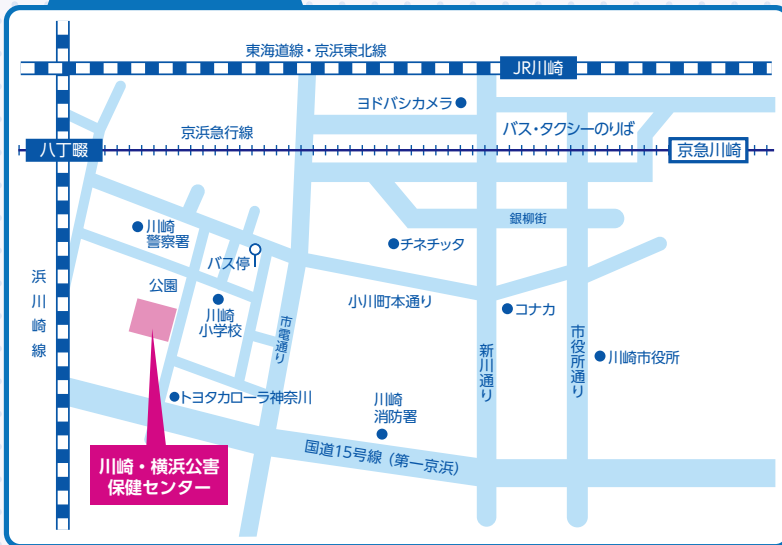 東海道線・京浜東北線
JR川崎
ヨドバシカメラ
京浜急行線
バス・タクシーのりば
八丁畷
京急川崎
銀柳街
川崎
警察署
バス停
チネチッタ
浜川崎線
公園
川崎
小学校
小川町本通り
コナカ
市電通り
新川通り
市役所通り
川崎市役所
トヨタカローラ神奈川
川崎
消防署
国道15号線（第一京浜）
川崎・横浜公害
保健センター